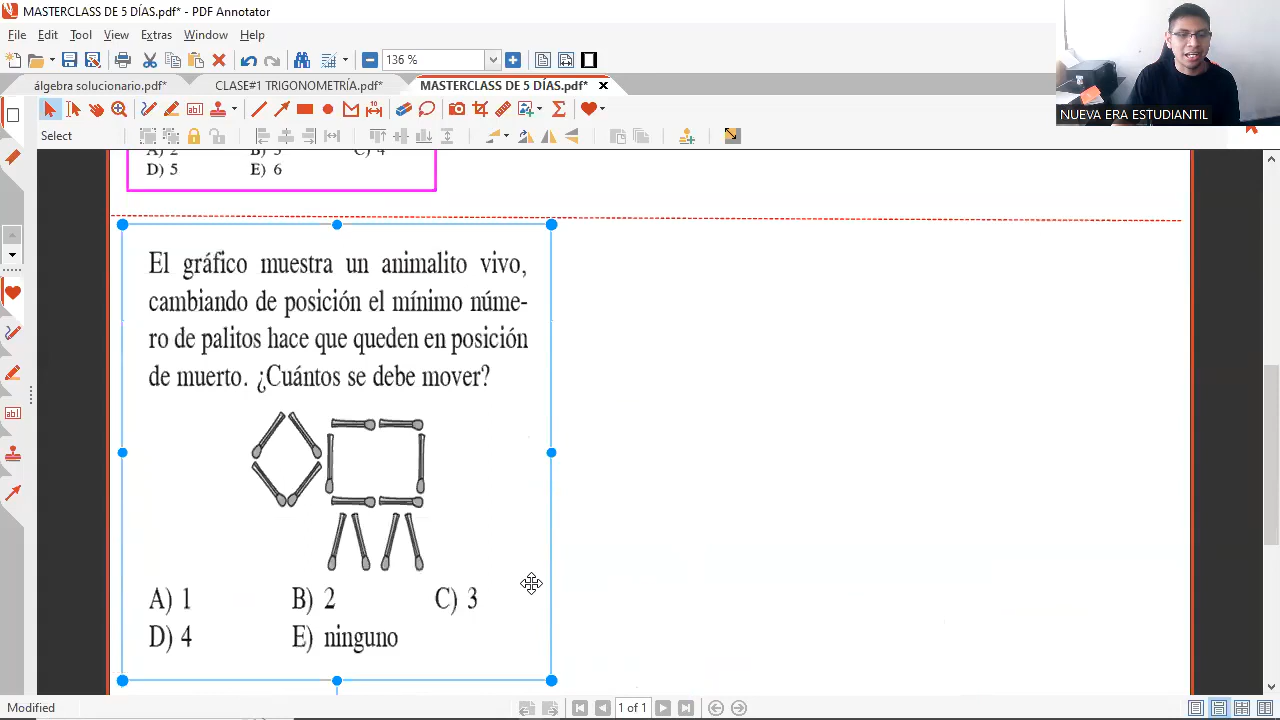 MASTERCLASS DE 5 DÍAS.pdf* - PDF Annotator
File Edit Tool View Extras Window Help
136 %
álgebra solucionario.pdf* CLASE#1 TRIGONOMETRÍA.pdf* MASTERCLASS DE 5 DÍAS.pdf*
NUEVA ERA ESTUDIANTIL
Select
A) 2 B) 3 C) 4
D) 5 E) 6
El gráfico muestra un animalito vivo,
cambiando de posición el mínimo núme-
ro de palitos hace que queden en posición
de muerto. ¿Cuántos se debe mover?
A) 1 B) 2 C) 3
D) 4 E) ninguno
Modified 1 of 1